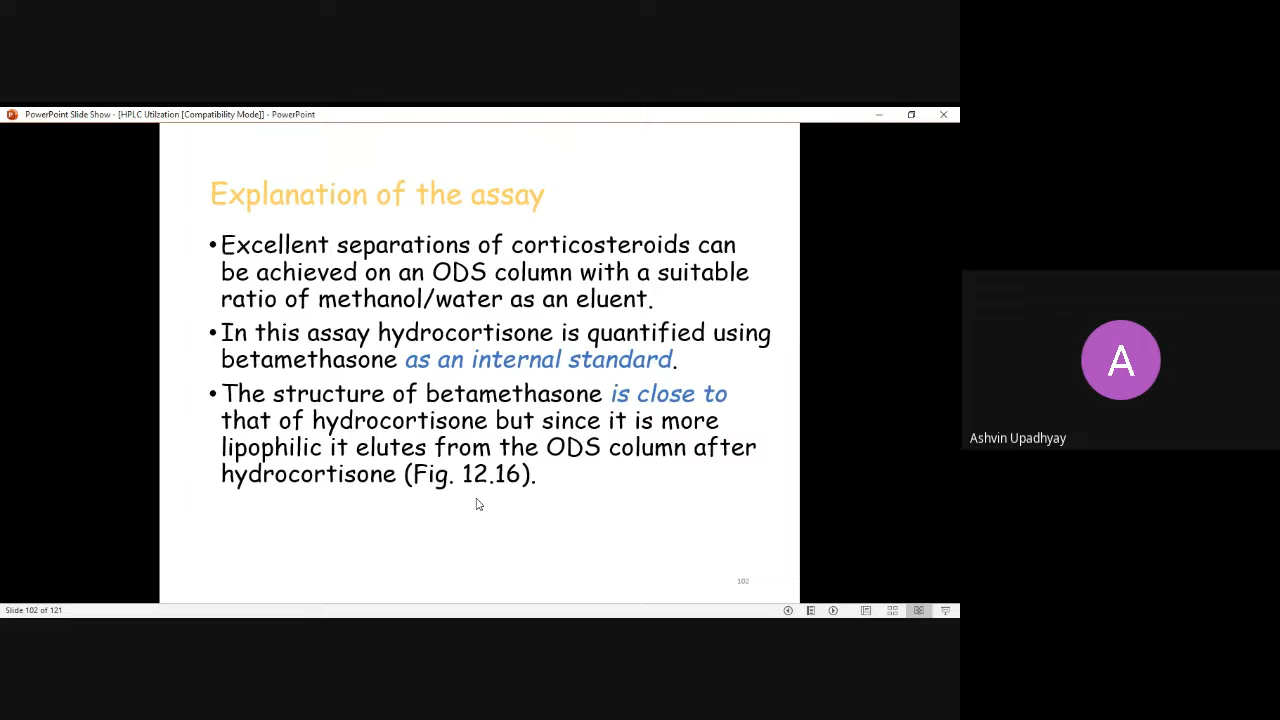 PowerPoint Slide Show - [HPLC Utilzation [Compatibility Mode]] - PowerPoint
Explanation of the assay
•Excellent separations of corticosteroids can
be achieved on an ODS column with a suitable
ratio of methanol/water as an eluent.
•In this assay hydrocortisone is quantified using
betamethasone as an internal standard.
•The structure of betamethasone is close to
that of hydrocortisone but since it is more
lipophilic it elutes from the ODS column after
hydrocortisone (Fig. 12.16).
102
Slide 102 of 121
A
Ashvin Upadhyay